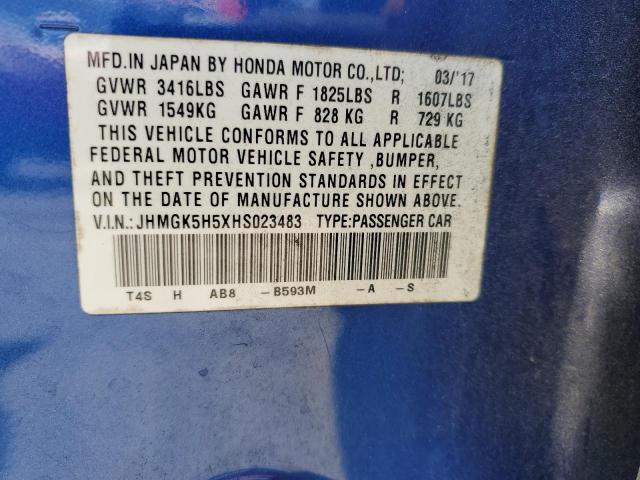 MFD.IN JAPAN BY HONDA MOTOR CO.,LTD; 03/'17
GVWR 3416LBS GAWR F 1825LBS R 1607LBS
GVWR 1549KG GAWR F 828 KG R 729 KG
THIS VEHICLE CONFORMS TO ALL APPLICABLE
FEDERAL MOTOR VEHICLE SAFETY ,BUMPER,
AND THEFT PREVENTION STANDARDS IN EFFECT
ON THE DATE OF MANUFACTURE SHOWN ABOVE.
V.I.N.: JHMGK5H5XHS023483 TYPE:PASSENGER CAR
T4S H AB8 -B593M -A -S